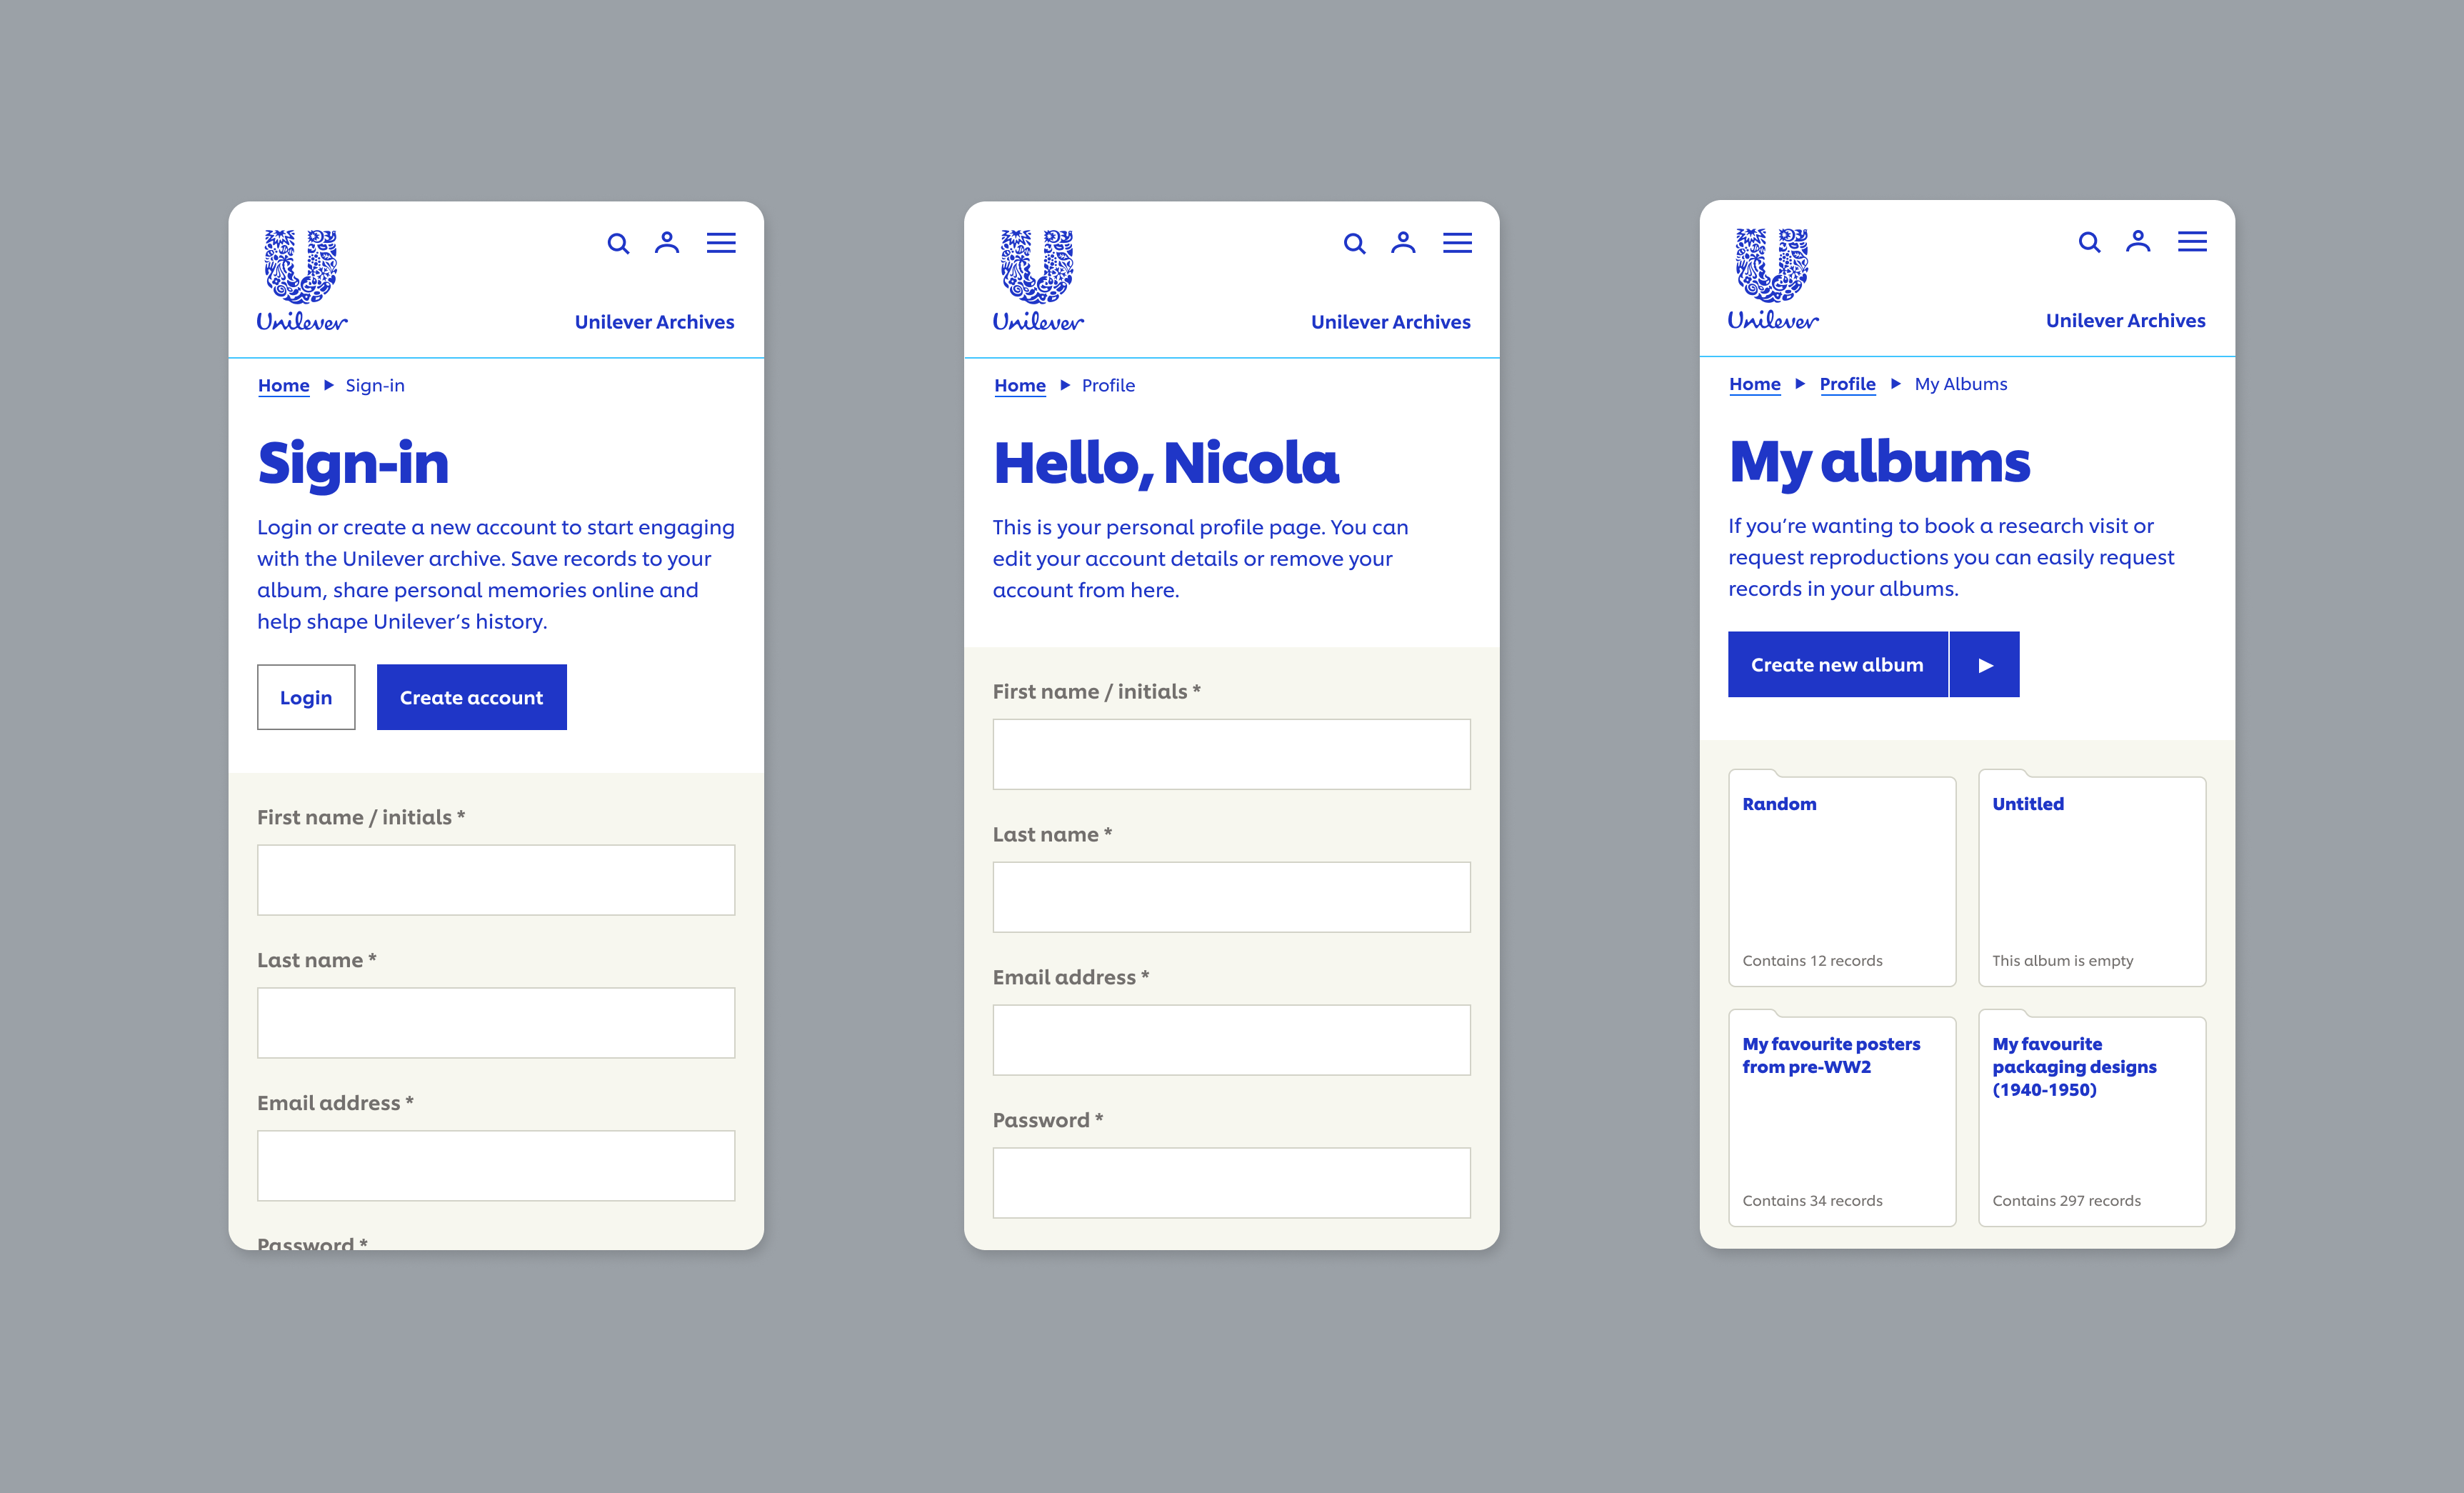 Unilever
Unilever Archives
Home ▶ Sign-in
Sign-in
Login or create a new account to start engaging
with the Unilever archive. Save records to your
album, share personal memories online and
help shape Unilever’s history.
Login
Create account
First name / initials *
Last name *
Email address *
Password *
Unilever
Unilever Archives
Home ▶ Profile
Hello, Nicola
This is your personal profile page. You can
edit your account details or remove your
account from here.
First name / initials *
Last name *
Email address *
Password *
Unilever
Unilever Archives
Home ▶ Profile ▶ My Albums
My albums
If you’re wanting to book a research visit or
request reproductions you can easily request
records in your albums.
Create new album ▶
Random
Contains 12 records
Untitled
This album is empty
My favourite posters
from pre-WW2
Contains 34 records
My favourite
packaging designs
(1940-1950)
Contains 297 records